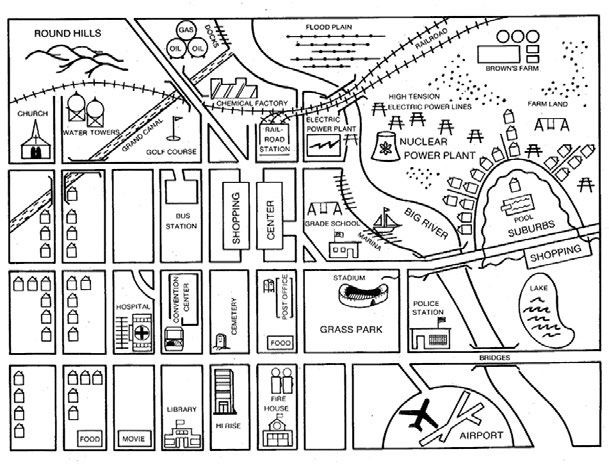 ROUND HILLS
GAS
OIL
OIL
DOCKS
FLOOD PLAIN
RAILROAD
BROWN'S FARM
CHURCH
WATER TOWERS
GRAND CANAL
GOLF COURSE
CHEMICAL FACTORY
RAIL-
ROAD
STATION
ELECTRIC
POWER PLANT
HIGH TENSION
ELECTRIC POWER LINES
FARM LAND
NUCLEAR
POWER PLANT
BUS
STATION
SHOPPING
CENTER
GRADE SCHOOL
MARINA
BIG RIVER
POOL
SUBURBS
SHOPPING
HOSPITAL
CONVENTION
CENTER
CEMETERY
POST OFFICE
FOOD
STADIUM
GRASS PARK
POLICE
STATION
LAKE
BRIDGES
FOOD
MOVIE
LIBRARY
HI RISE
FIRE
HOUSE
AIRPORT